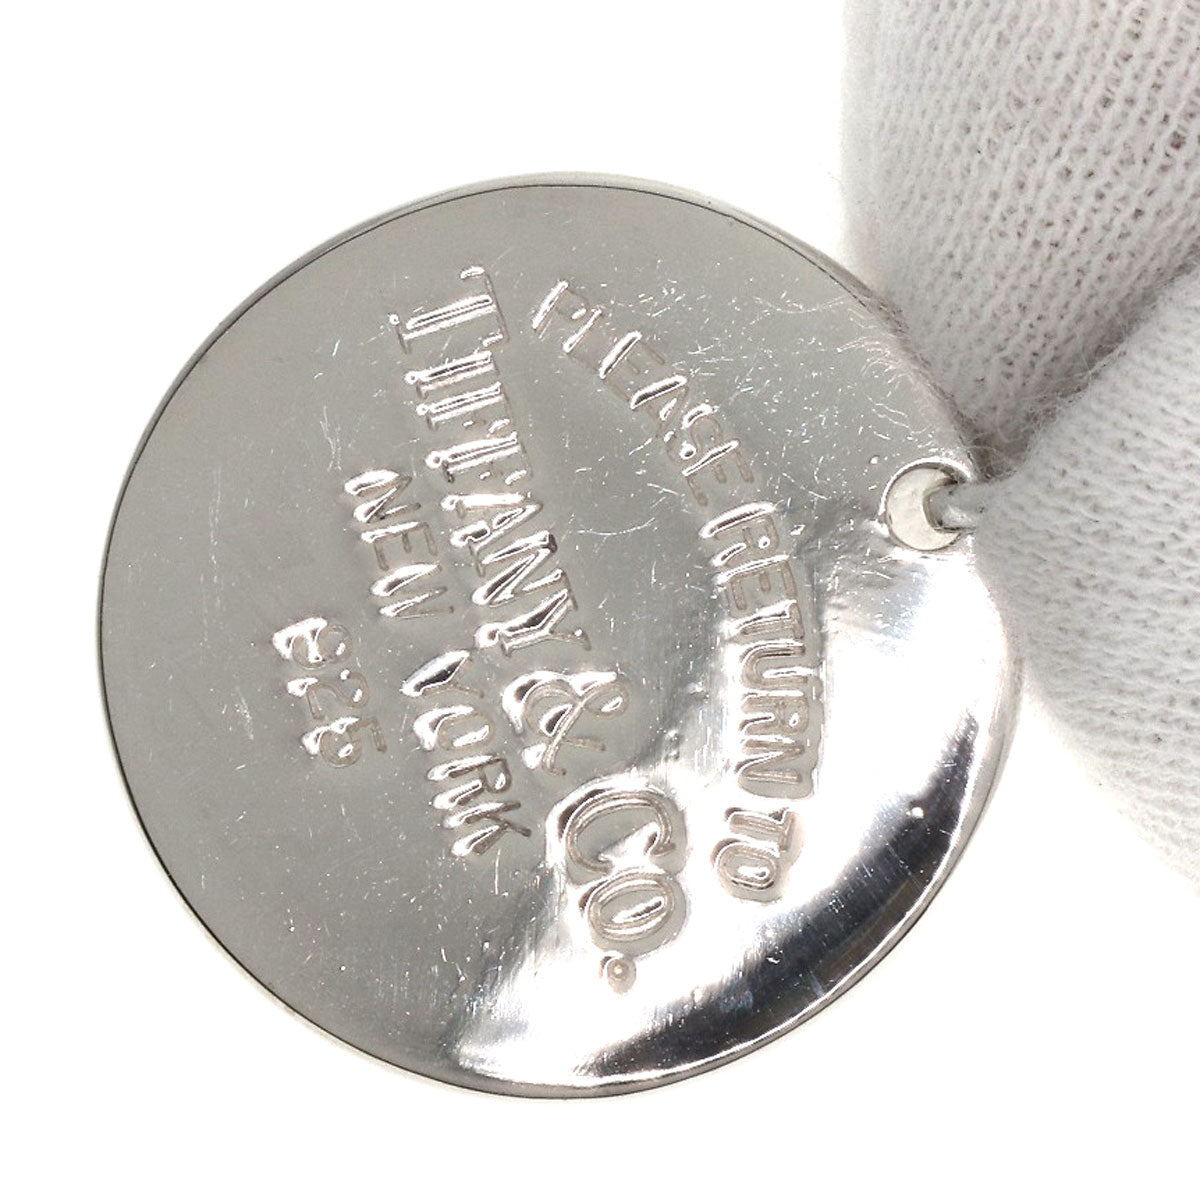 PLEASE RETURN TO
TIFFANY & CO.
NEW YORK
925